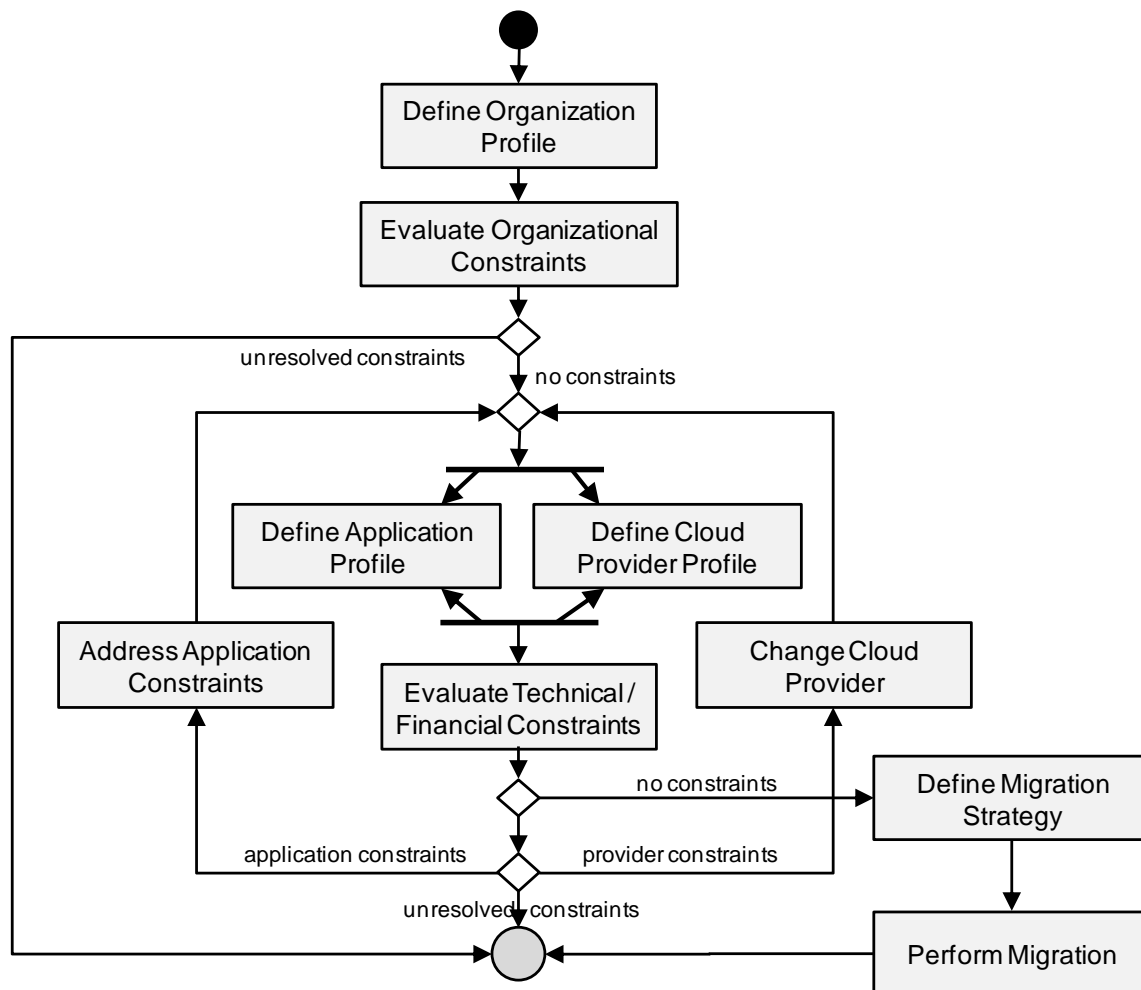 Define Organization
Profile
Evaluate Organizational
Constraints
unresolved constraints
no constraints
Define Application
Profile
Define Cloud
Provider Profile
Address Application
Constraints
Change Cloud
Provider
Evaluate Technical /
Financial Constraints
no constraints
Define Migration
Strategy
application constraints
provider constraints
unresolved constraints
Perform Migration